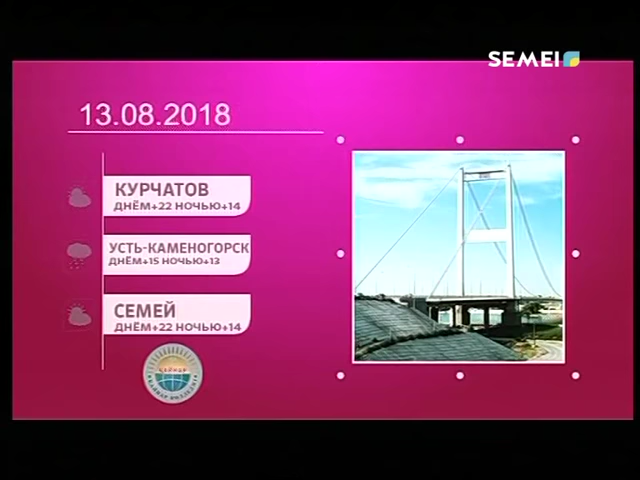 SEMEI
13.08.2018
КУРЧАТОВ
ДНЁМ+22 НОЧЬЮ+14
УСТЬ-КАМЕНОГОРСК
ДНЁМ+15 НОЧЬЮ+13
СЕМЕЙ
ДНЁМ+22 НОЧЬЮ+14